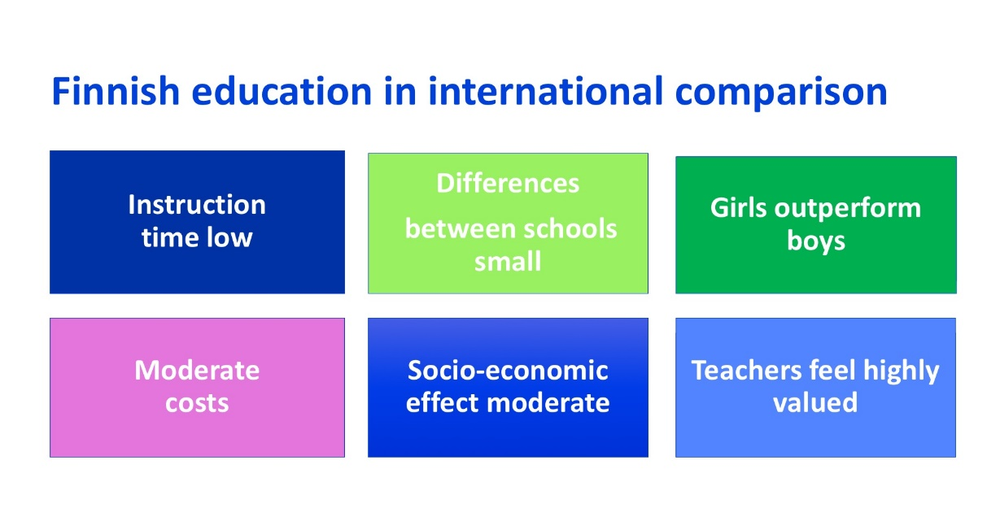 Finnish education in international comparison
Instruction
time low
Differences
between schools
small
Girls outperform
boys
Moderate
costs
Socio-economic
effect moderate
Teachers feel highly
valued